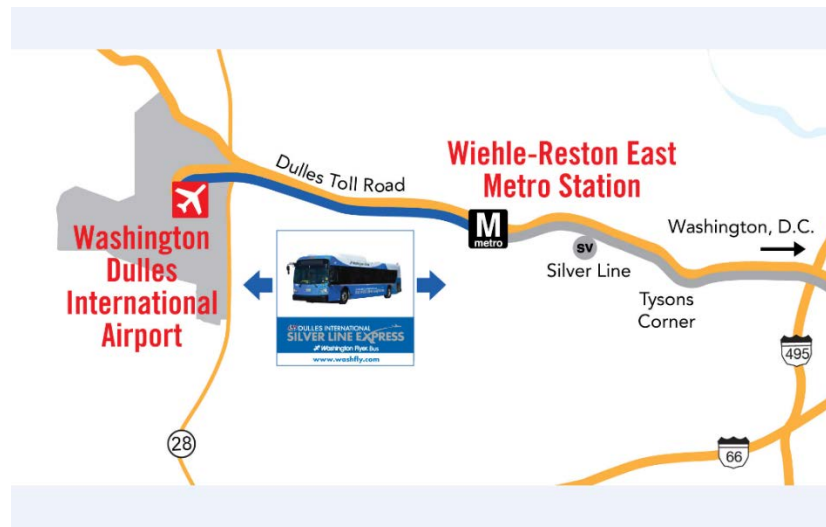 Dulles Toll Road
Wiehle-Reston East
Metro Station
M
metro
Washington, D.C.
sv
Silver Line
Tysons
Corner
Washington
Dulles
International
Airport
DULLES INTERNATIONAL
SILVER LINE EXPRESS
Washington Flyer Bus
www.washfly.com
495
28
66